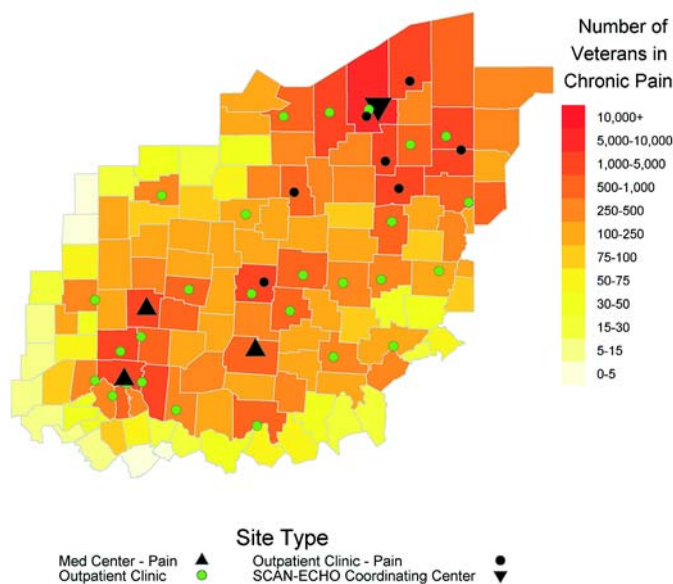 Number of
Veterans in
Chronic Pain
10,000+
5,000-10,000
1,000-5,000
500-1,000
250-500
100-250
75-100
50-75
30-50
15-30
5-15
0-5
Site Type
Med Center - Pain
Outpatient Clinic - Pain
Outpatient Clinic
SCAN-ECHO Coordinating Center